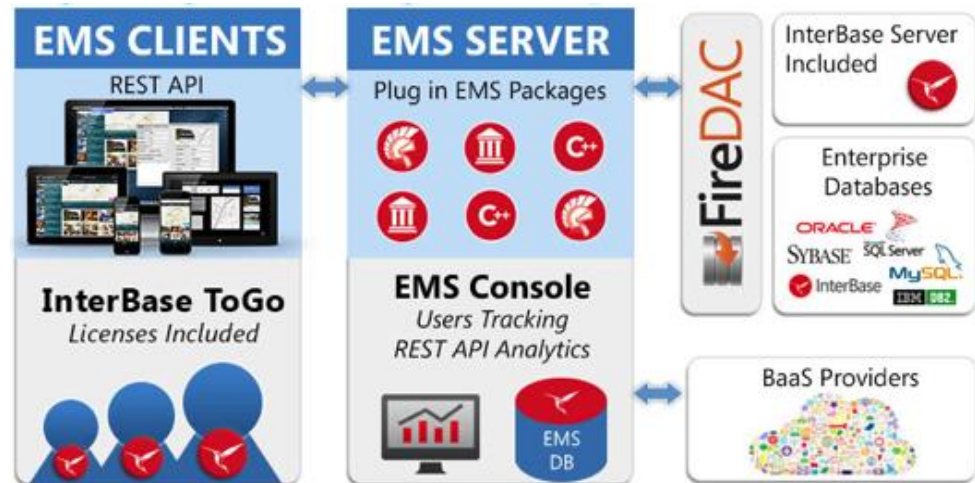 EMS CLIENTS
REST API
InterBase ToGo
Licenses Included
EMS SERVER
Plug in EMS Packages
C++
C++
EMS Console
Users Tracking
REST API Analytics
EMS
DB
FireDAC
InterBase Server
Included
Enterprise
Databases
ORACLE
SYBASE
SQL Server
MySQL
InterBase
IBM DB2.
BaaS Providers